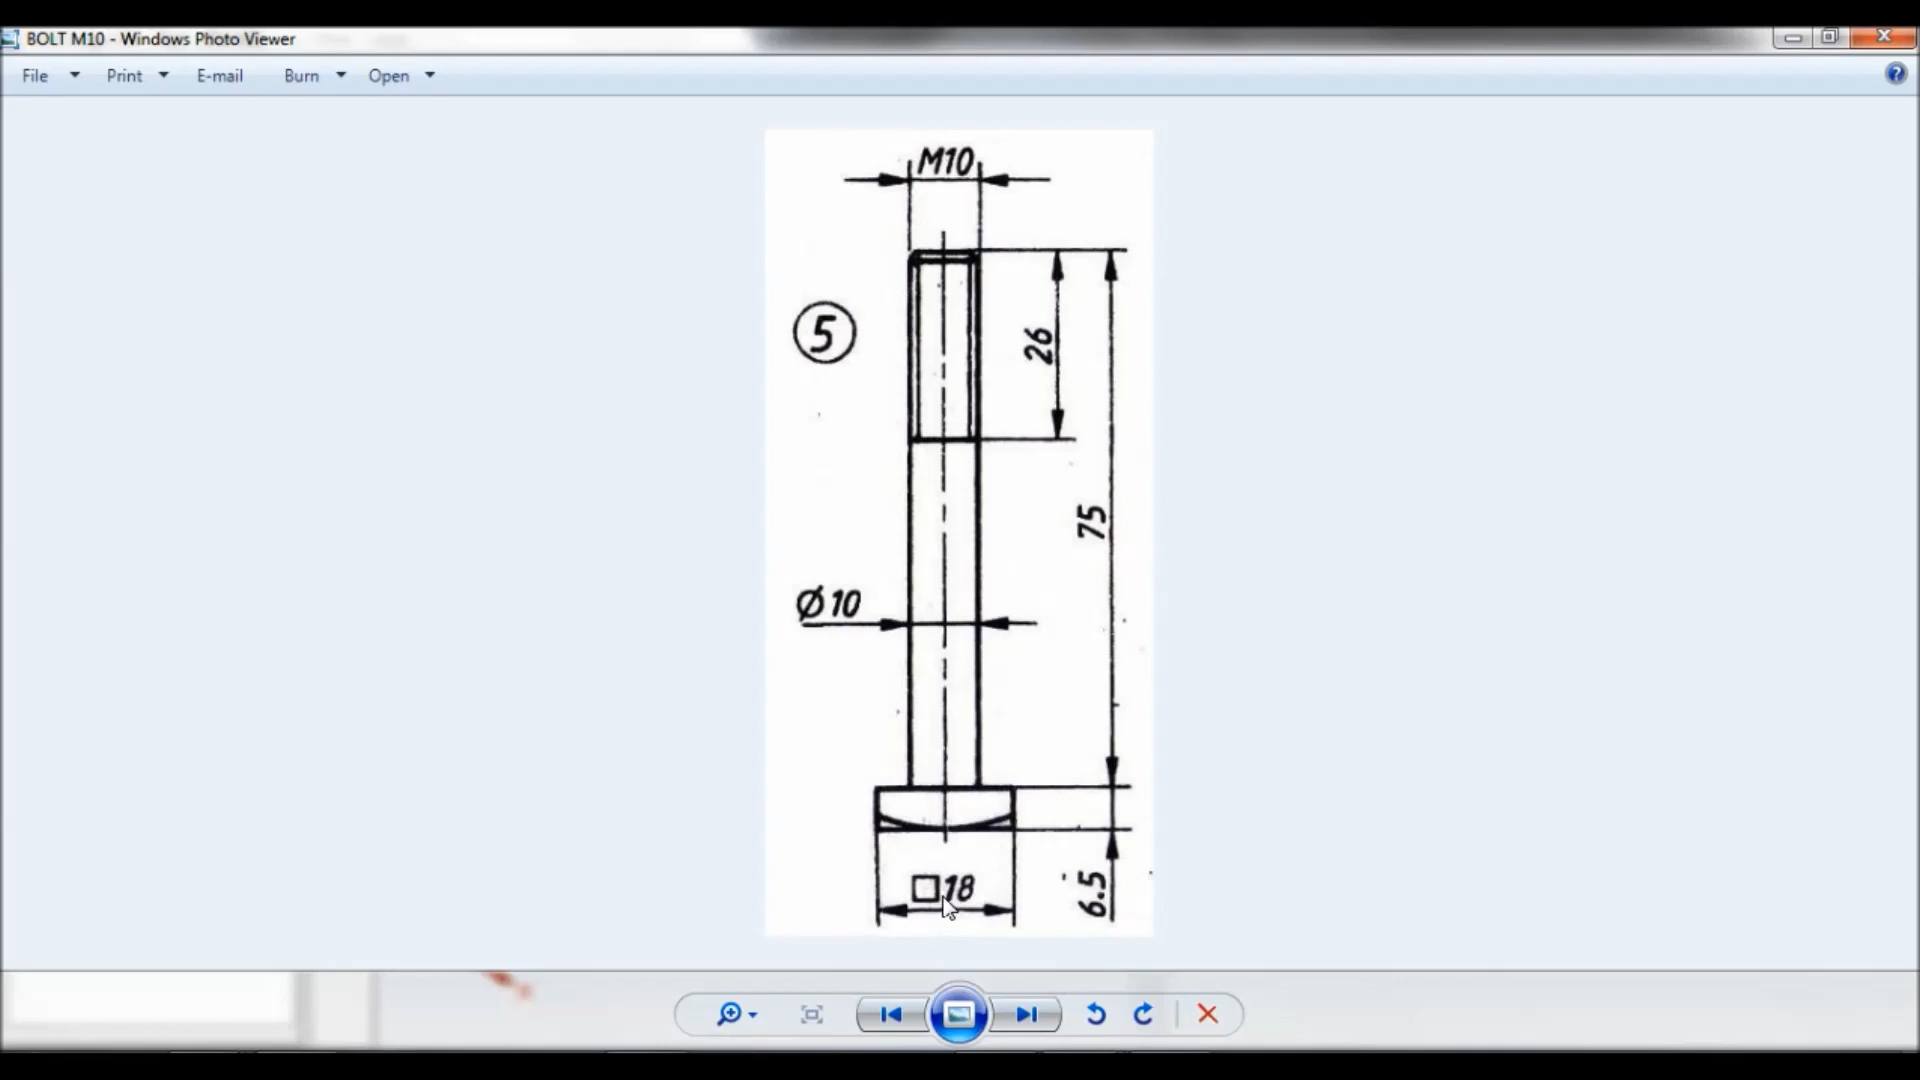 BOLT M10 - Windows Photo Viewer
File Print E-mail Burn Open
M10
5
26
75
Ø10
□18
6.5